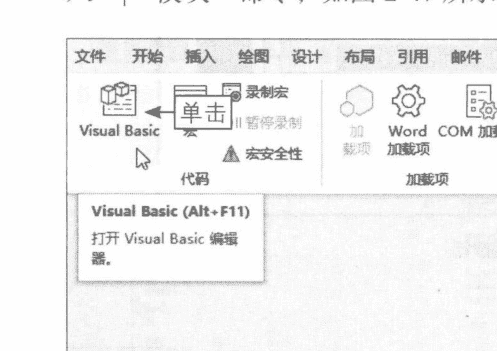 文件 开始 插入 绘图 设计 布局 引用 邮件
Visual Basic
单击
宏
录制宏
暂停录制
宏安全性
加载项
Word 加载项
COM 加
代码
加载项
Visual Basic (Alt+F11)
打开 Visual Basic 编辑
器。